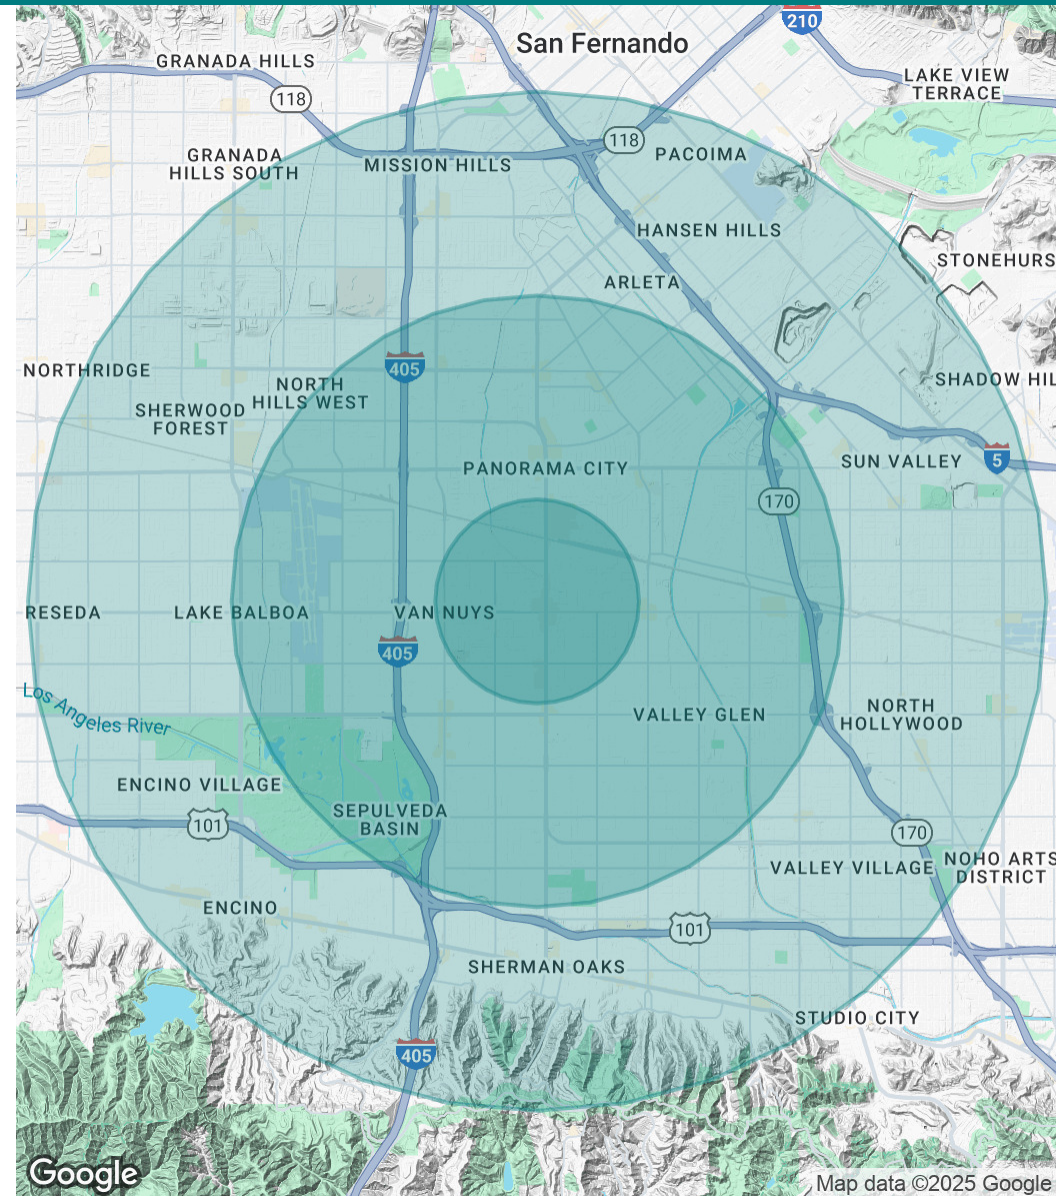 210
San Fernando
GRANADA HILLS
LAKE VIEW
TERRACE
118
118
GRANADA
HILLS SOUTH
MISSION HILLS
PACOIMA
HANSEN HILLS
STONEHURS
ARLETA
405
NORTHRIDGE
NORTH
HILLS WEST
SHADOW HIL
SHERWOOD
FOREST
PANORAMA CITY
SUN VALLEY
5
170
RESEDA
LAKE BALBOA
VAN NUYS
405
Los Angeles River
VALLEY GLEN
NORTH
HOLLYWOOD
ENCINO VILLAGE
SEPULVEDA
BASIN
101
170
VALLEY VILLAGE
NOHO ARTS
DISTRICT
ENCINO
101
SHERMAN OAKS
STUDIO CITY
405
Google
Map data ©2025 Google